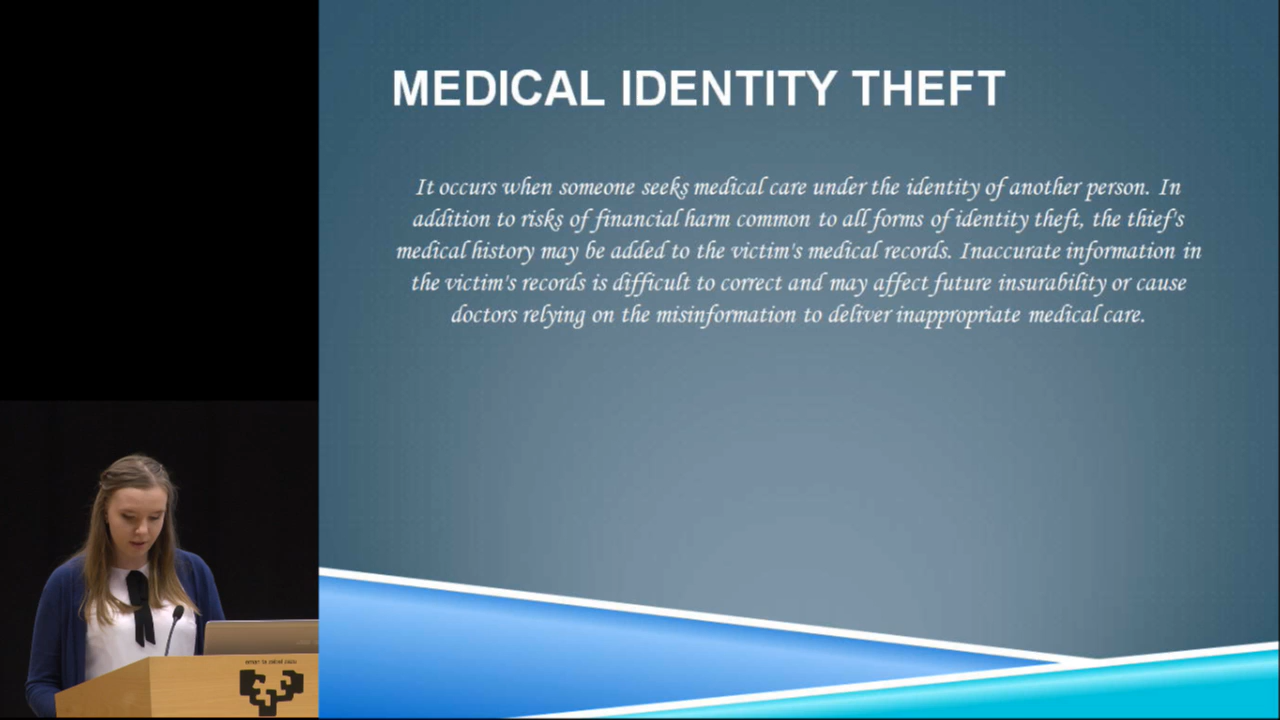 MEDICAL IDENTITY THEFT
It occurs when someone seeks medical care under the identity of another person. In
addition to risks of financial harm common to all forms of identity theft, the thief's
medical history may be added to the victim's medical records. Inaccurate information in
the victim's records is difficult to correct and may affect future insurability or cause
doctors relying on the misinformation to deliver inappropriate medical care.